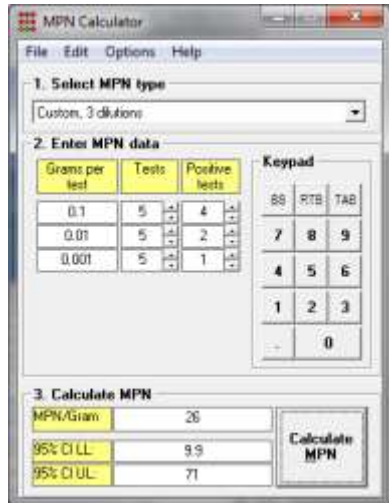 MPN Calculator
File Edit Options Help
1. Select MPN type
Custom, 3 dilutions
2. Enter MPN data
Grams per test Tests Positive tests
0.1 5 4
0.01 5 2
0.001 5 1
Keypad
BS RTB TAB
7 8 9
4 5 6
1 2 3
. 0
3. Calculate MPN
MPN/Gram 26
95% CI LL: 9.9
95% CI UL: 71
Calculate MPN